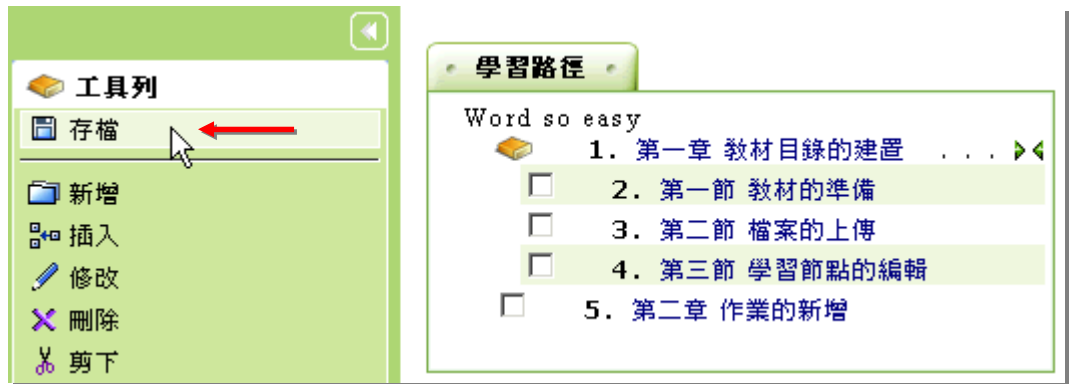 工具列
存檔
新增
插入
修改
刪除
剪下
學習路徑
Word so easy
1. 第一章 教材目錄的建置 . . .
2. 第一節 教材的準備
3. 第二節 檔案的上傳
4. 第三節 學習節點的編輯
5. 第二章 作業的新增